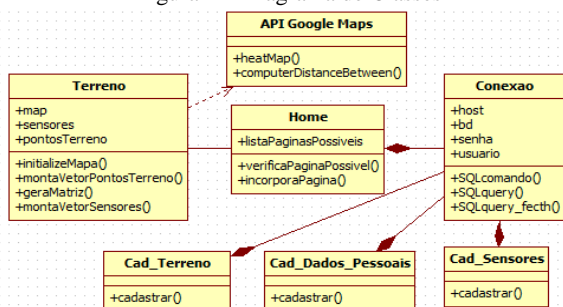 API Google Maps
+heatMap()
+computerDistanceBetween()
Terreno
+map
+sensores
+pontosTerreno
+initializeMapa()
+montaVetorPontosTerreno()
+geraMatriz()
+montaVetorSensores()
Home
+listaPaginasPossiveis
+verificaPaginaPossivel()
+incorporaPagina()
Conexao
+host
+bd
+senha
+usuario
+SQLcomando()
+SQLquery()
+SQLquery_fecth()
Cad_Terreno
+cadastrar()
Cad_Dados_Pessoais
+cadastrar()
Cad_Sensores
+cadastrar()